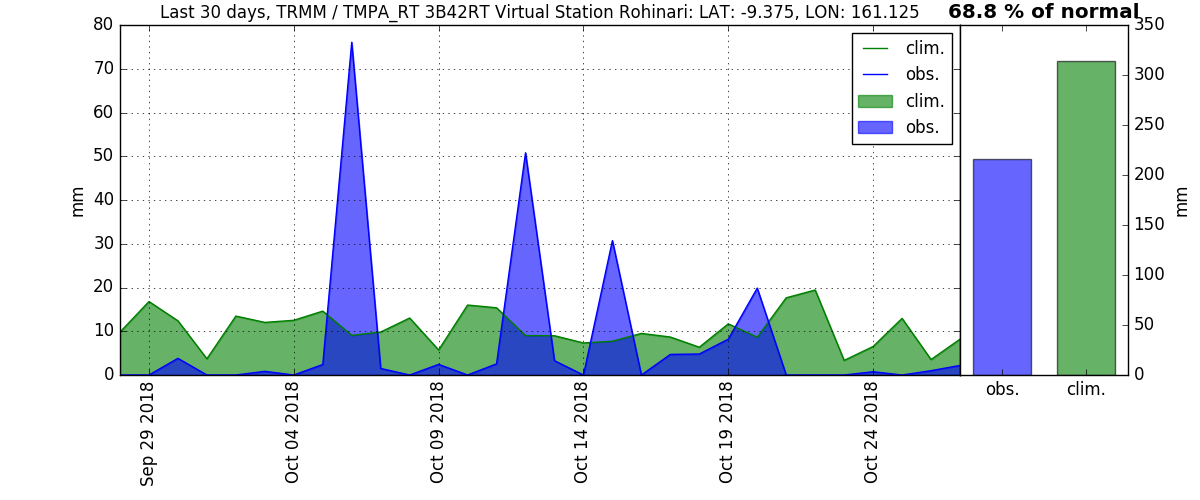 Last 30 days, TRMM / TMPA_RT 3B42RT Virtual Station Rohinari: LAT: -9.375, LON: 161.125
68.8 % of normal
80
70
60
50
40
30
20
10
0
mm
clim.
obs.
clim.
obs.
Sep 29 2018
Oct 04 2018
Oct 09 2018
Oct 14 2018
Oct 19 2018
Oct 24 2018
350
300
250
200
150
100
50
0
mm
obs.
clim.